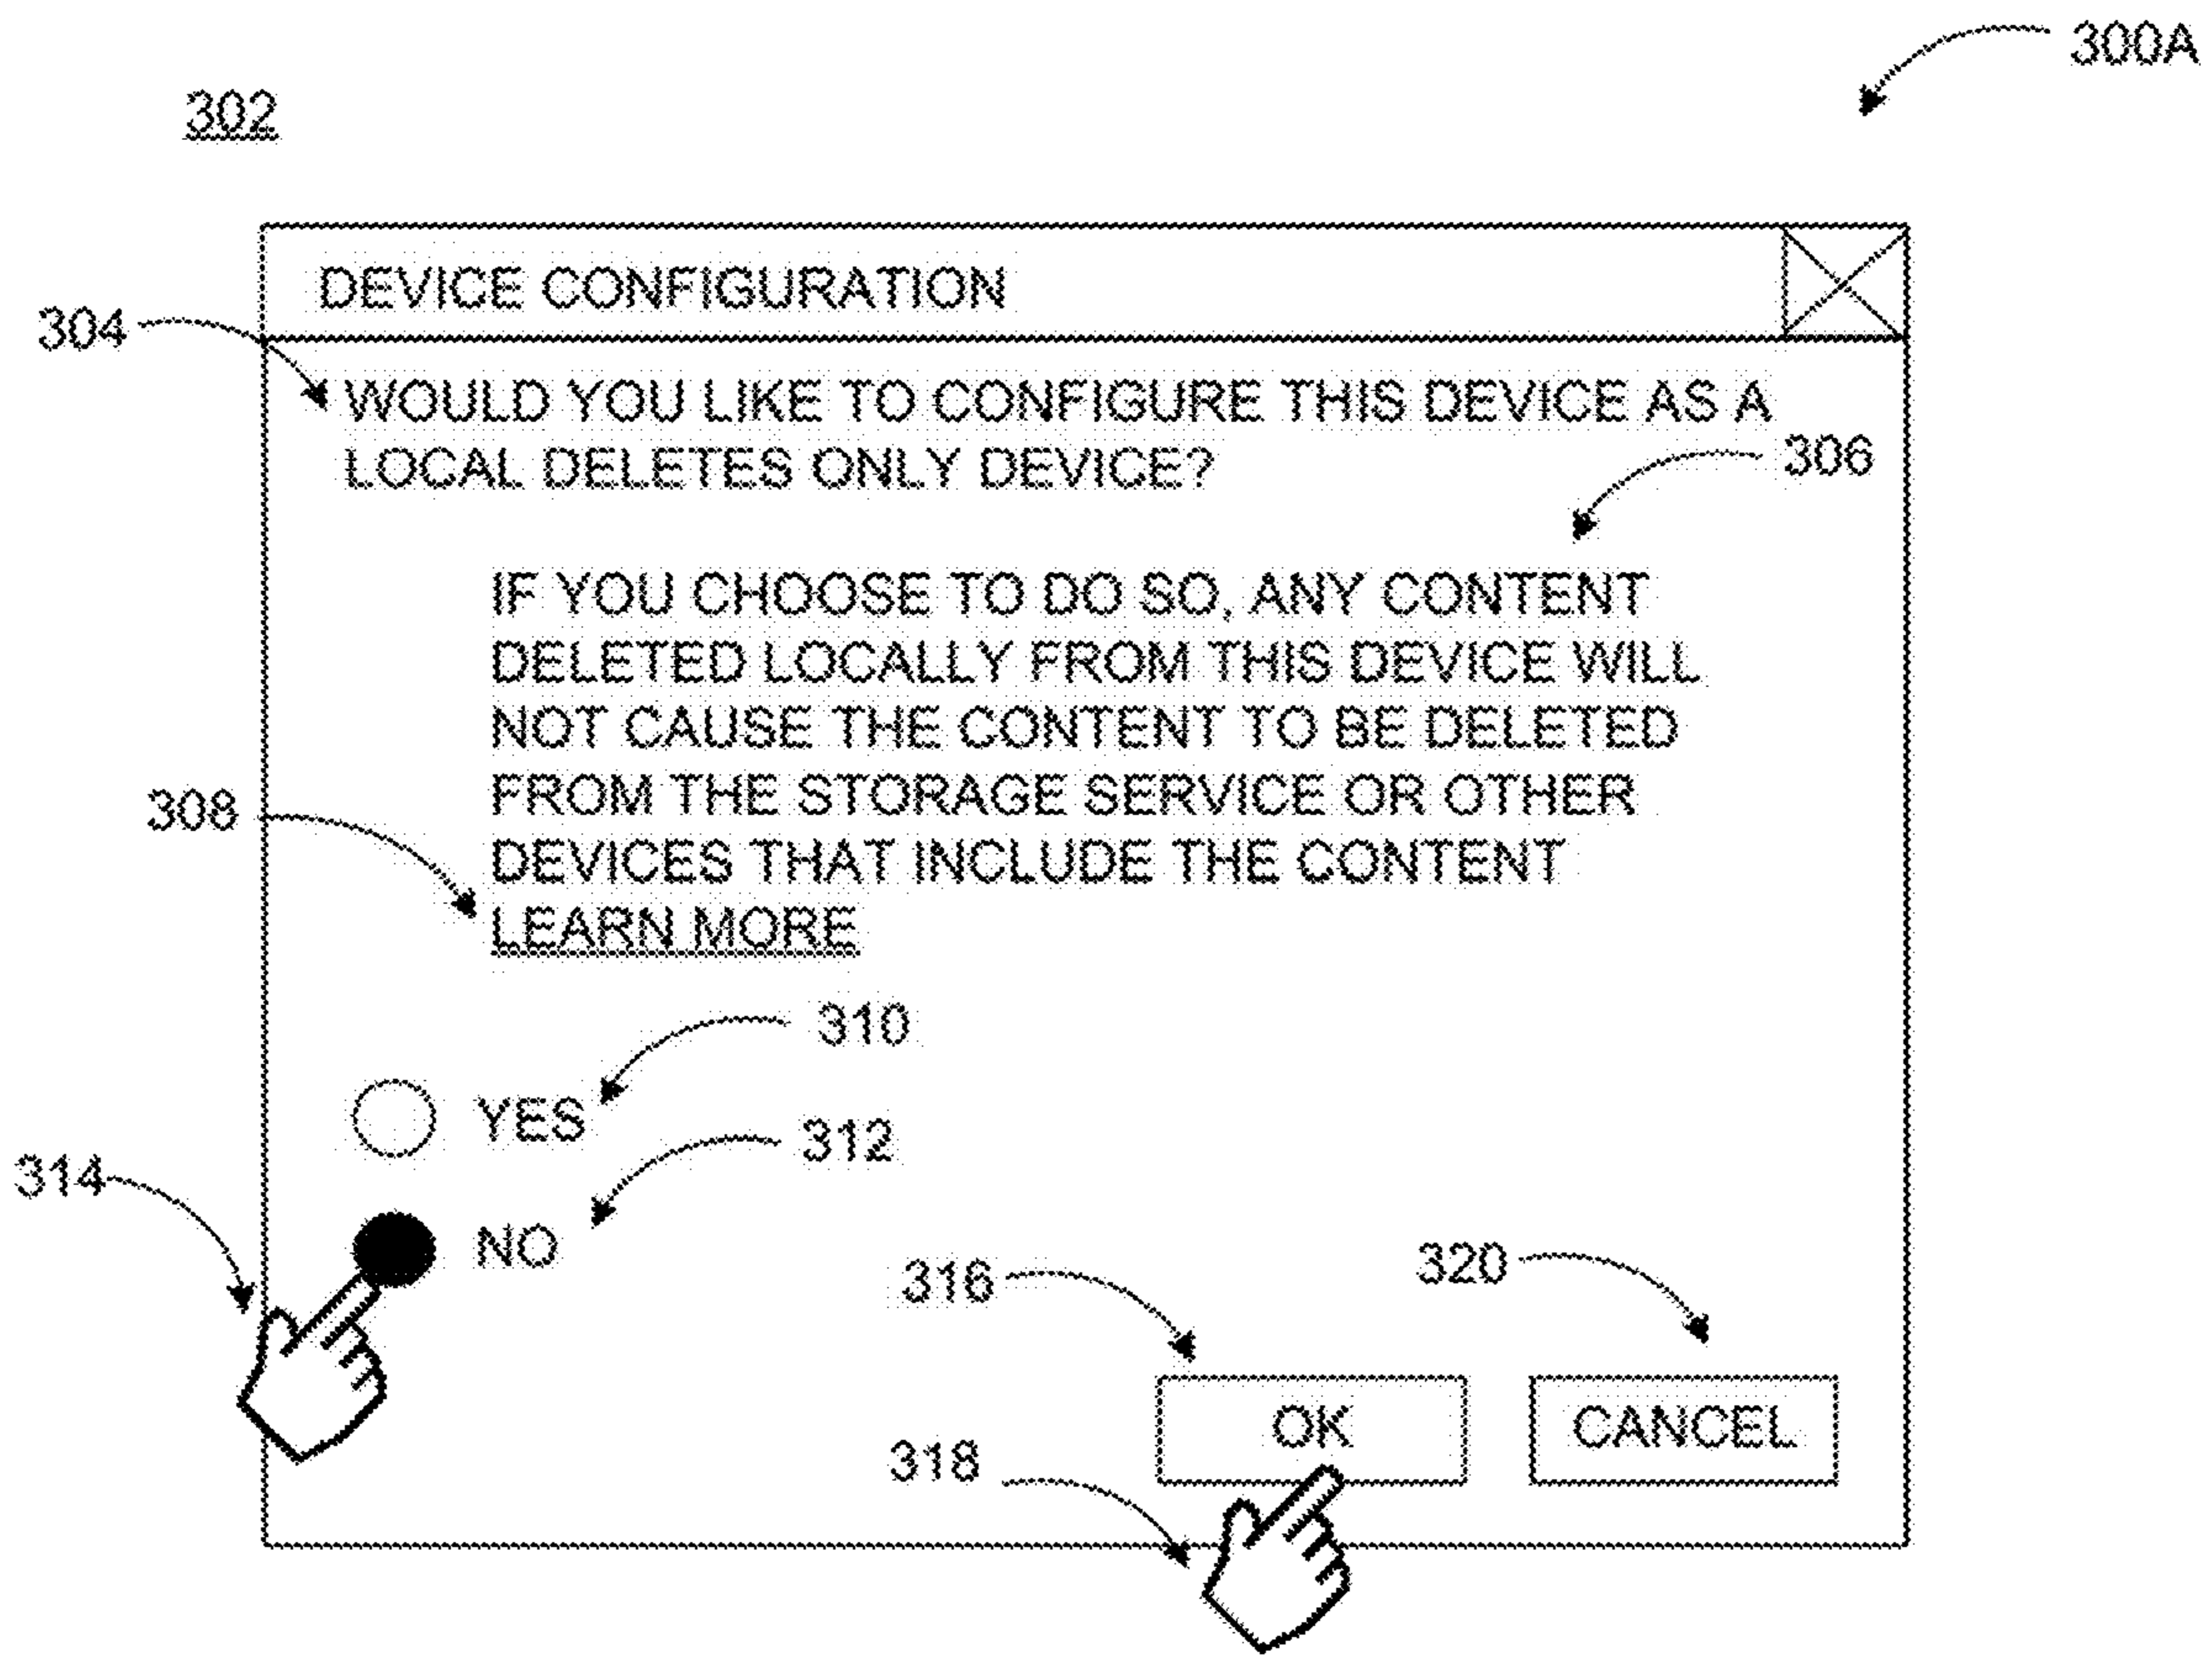 300A
302
DEVICE CONFIGURATION
304
WOULD YOU LIKE TO CONFIGURE THIS DEVICE AS A
LOCAL DELETES ONLY DEVICE?
306
IF YOU CHOOSE TO DO SO, ANY CONTENT
DELETED LOCALLY FROM THIS DEVICE WILL
NOT CAUSE THE CONTENT TO BE DELETED
FROM THE STORAGE SERVICE OR OTHER
308
DEVICES THAT INCLUDE THE CONTENT
LEARN MORE
310
YES
312
314
NO
316
320
OK
CANCEL
318